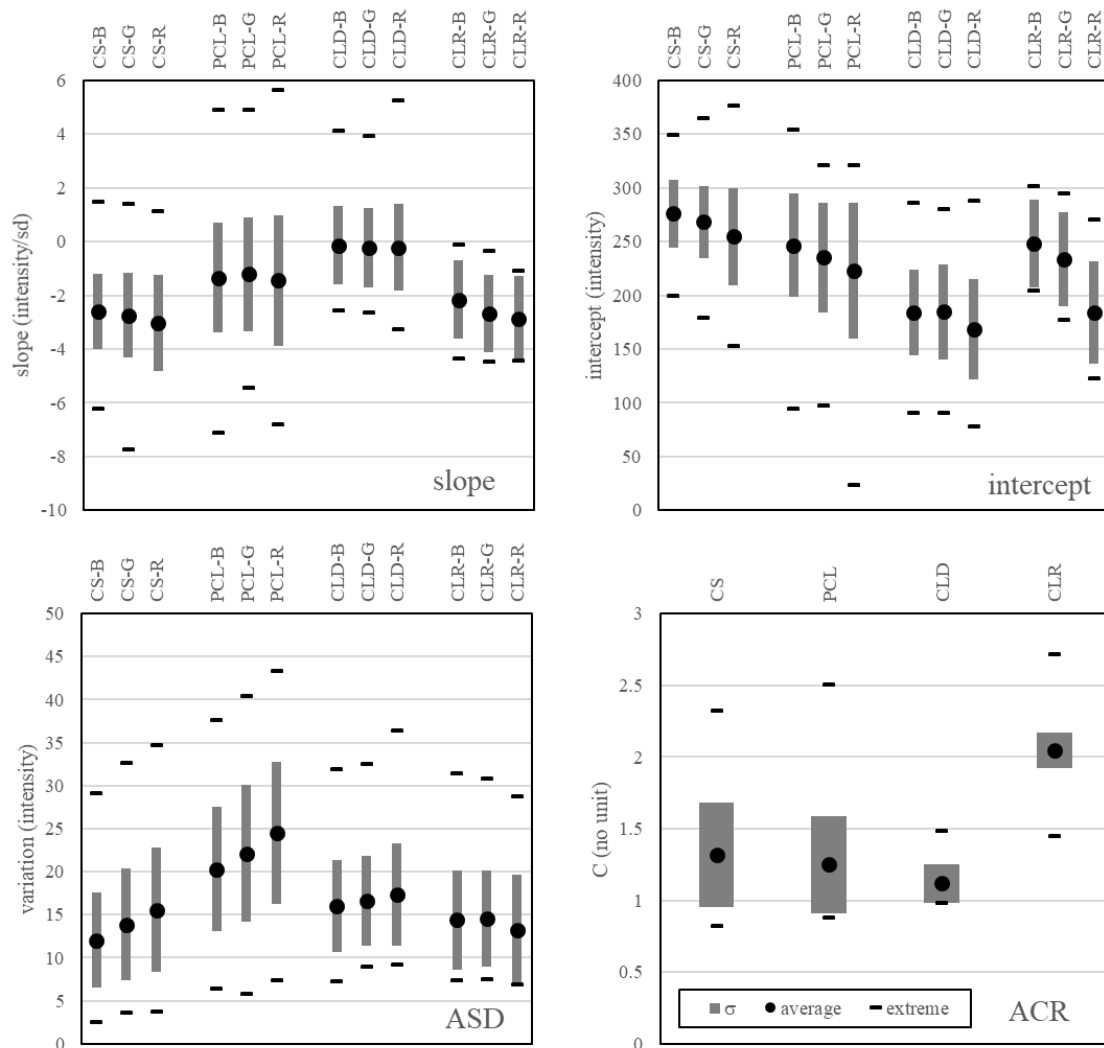 CS-B CS-G CS-R PCL-B PCL-G PCL-R CLD-B CLD-G CLD-R CLR-B CLR-G CLR-R
6
4
2
0
-2
-4
-6
-8
-10
slope (intensity/sd)
slope
CS-B CS-G CS-R PCL-B PCL-G PCL-R CLD-B CLD-G CLD-R CLR-B CLR-G CLR-R
400
350
300
250
200
150
100
50
0
intercept (intensity)
intercept
CS-B CS-G CS-R PCL-B PCL-G PCL-R CLD-B CLD-G CLD-R CLR-B CLR-G CLR-R
50
45
40
35
30
25
20
15
10
5
0
variation (intensity)
ASD
CS PCL CLD CLR
3
2.5
2
1.5
1
0.5
0
C (no unit)
σ average extreme
ACR